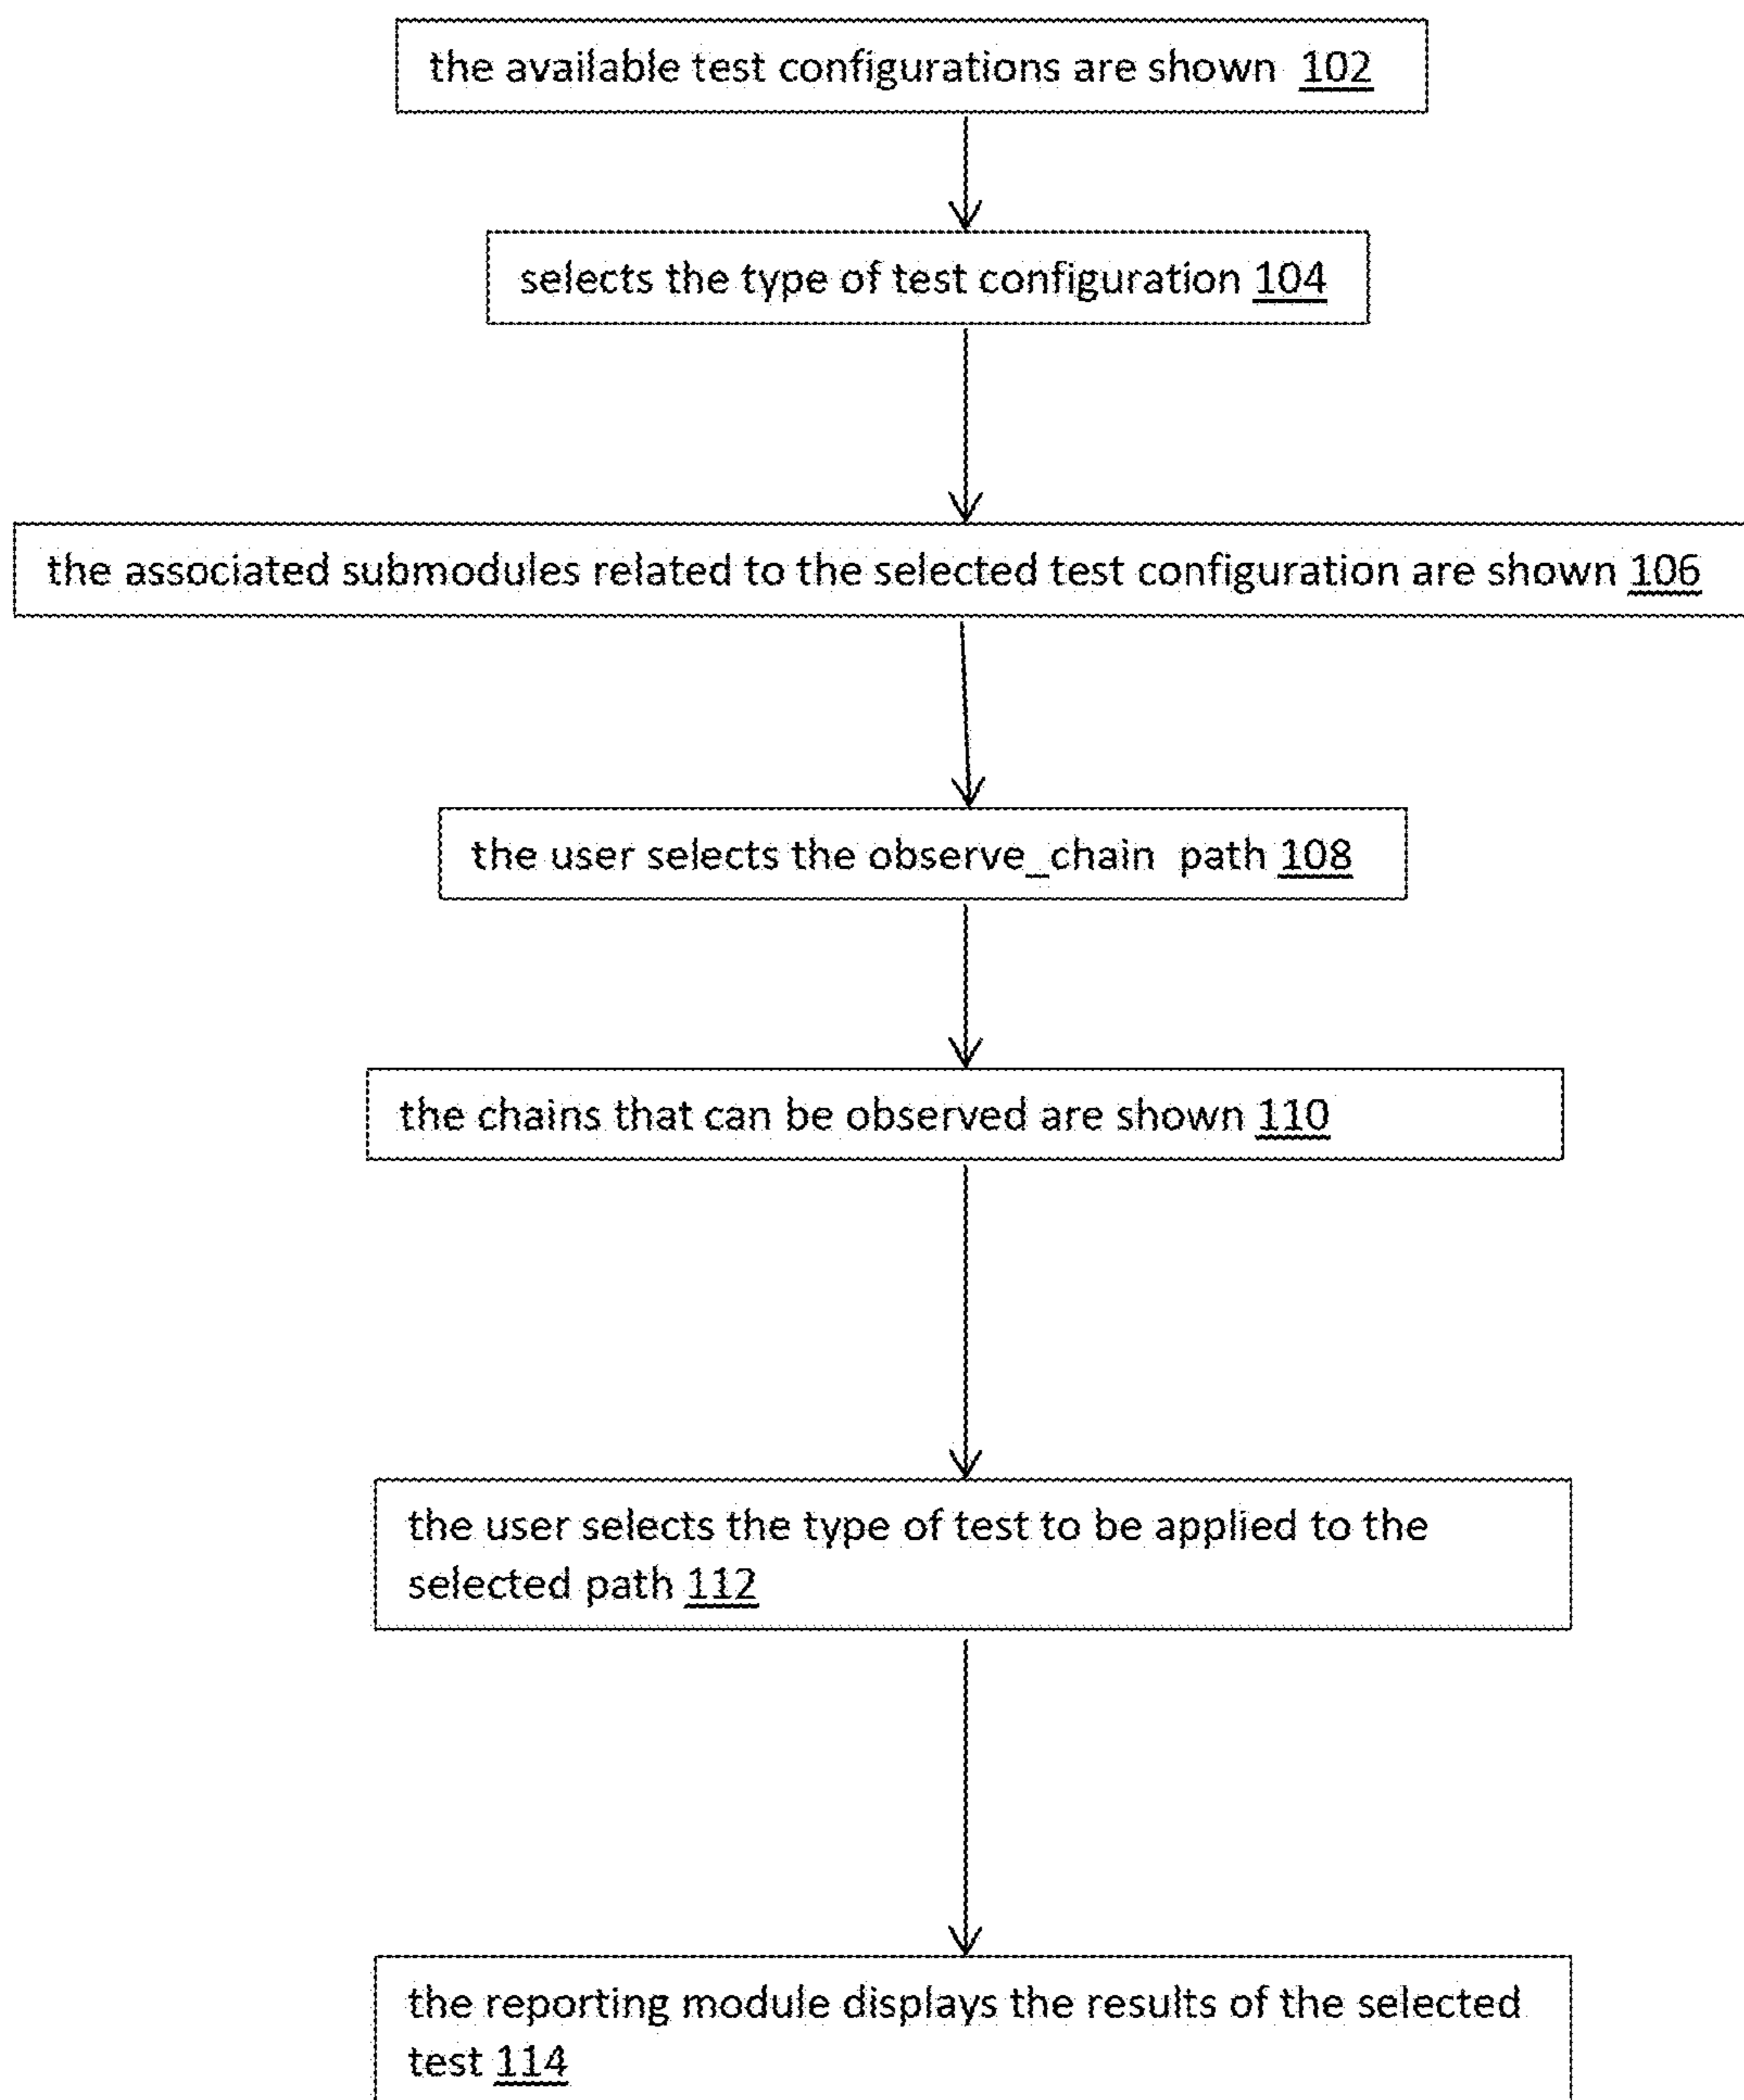 the available test configurations are shown 102
selects the type of test configuration 104
the associated submodules related to the selected test configuration are shown 106
the user selects the observe_chain path 108
the chains that can be observed are shown 110
the user selects the type of test to be applied to the
selected path 112
the reporting module displays the results of the selected
test 114